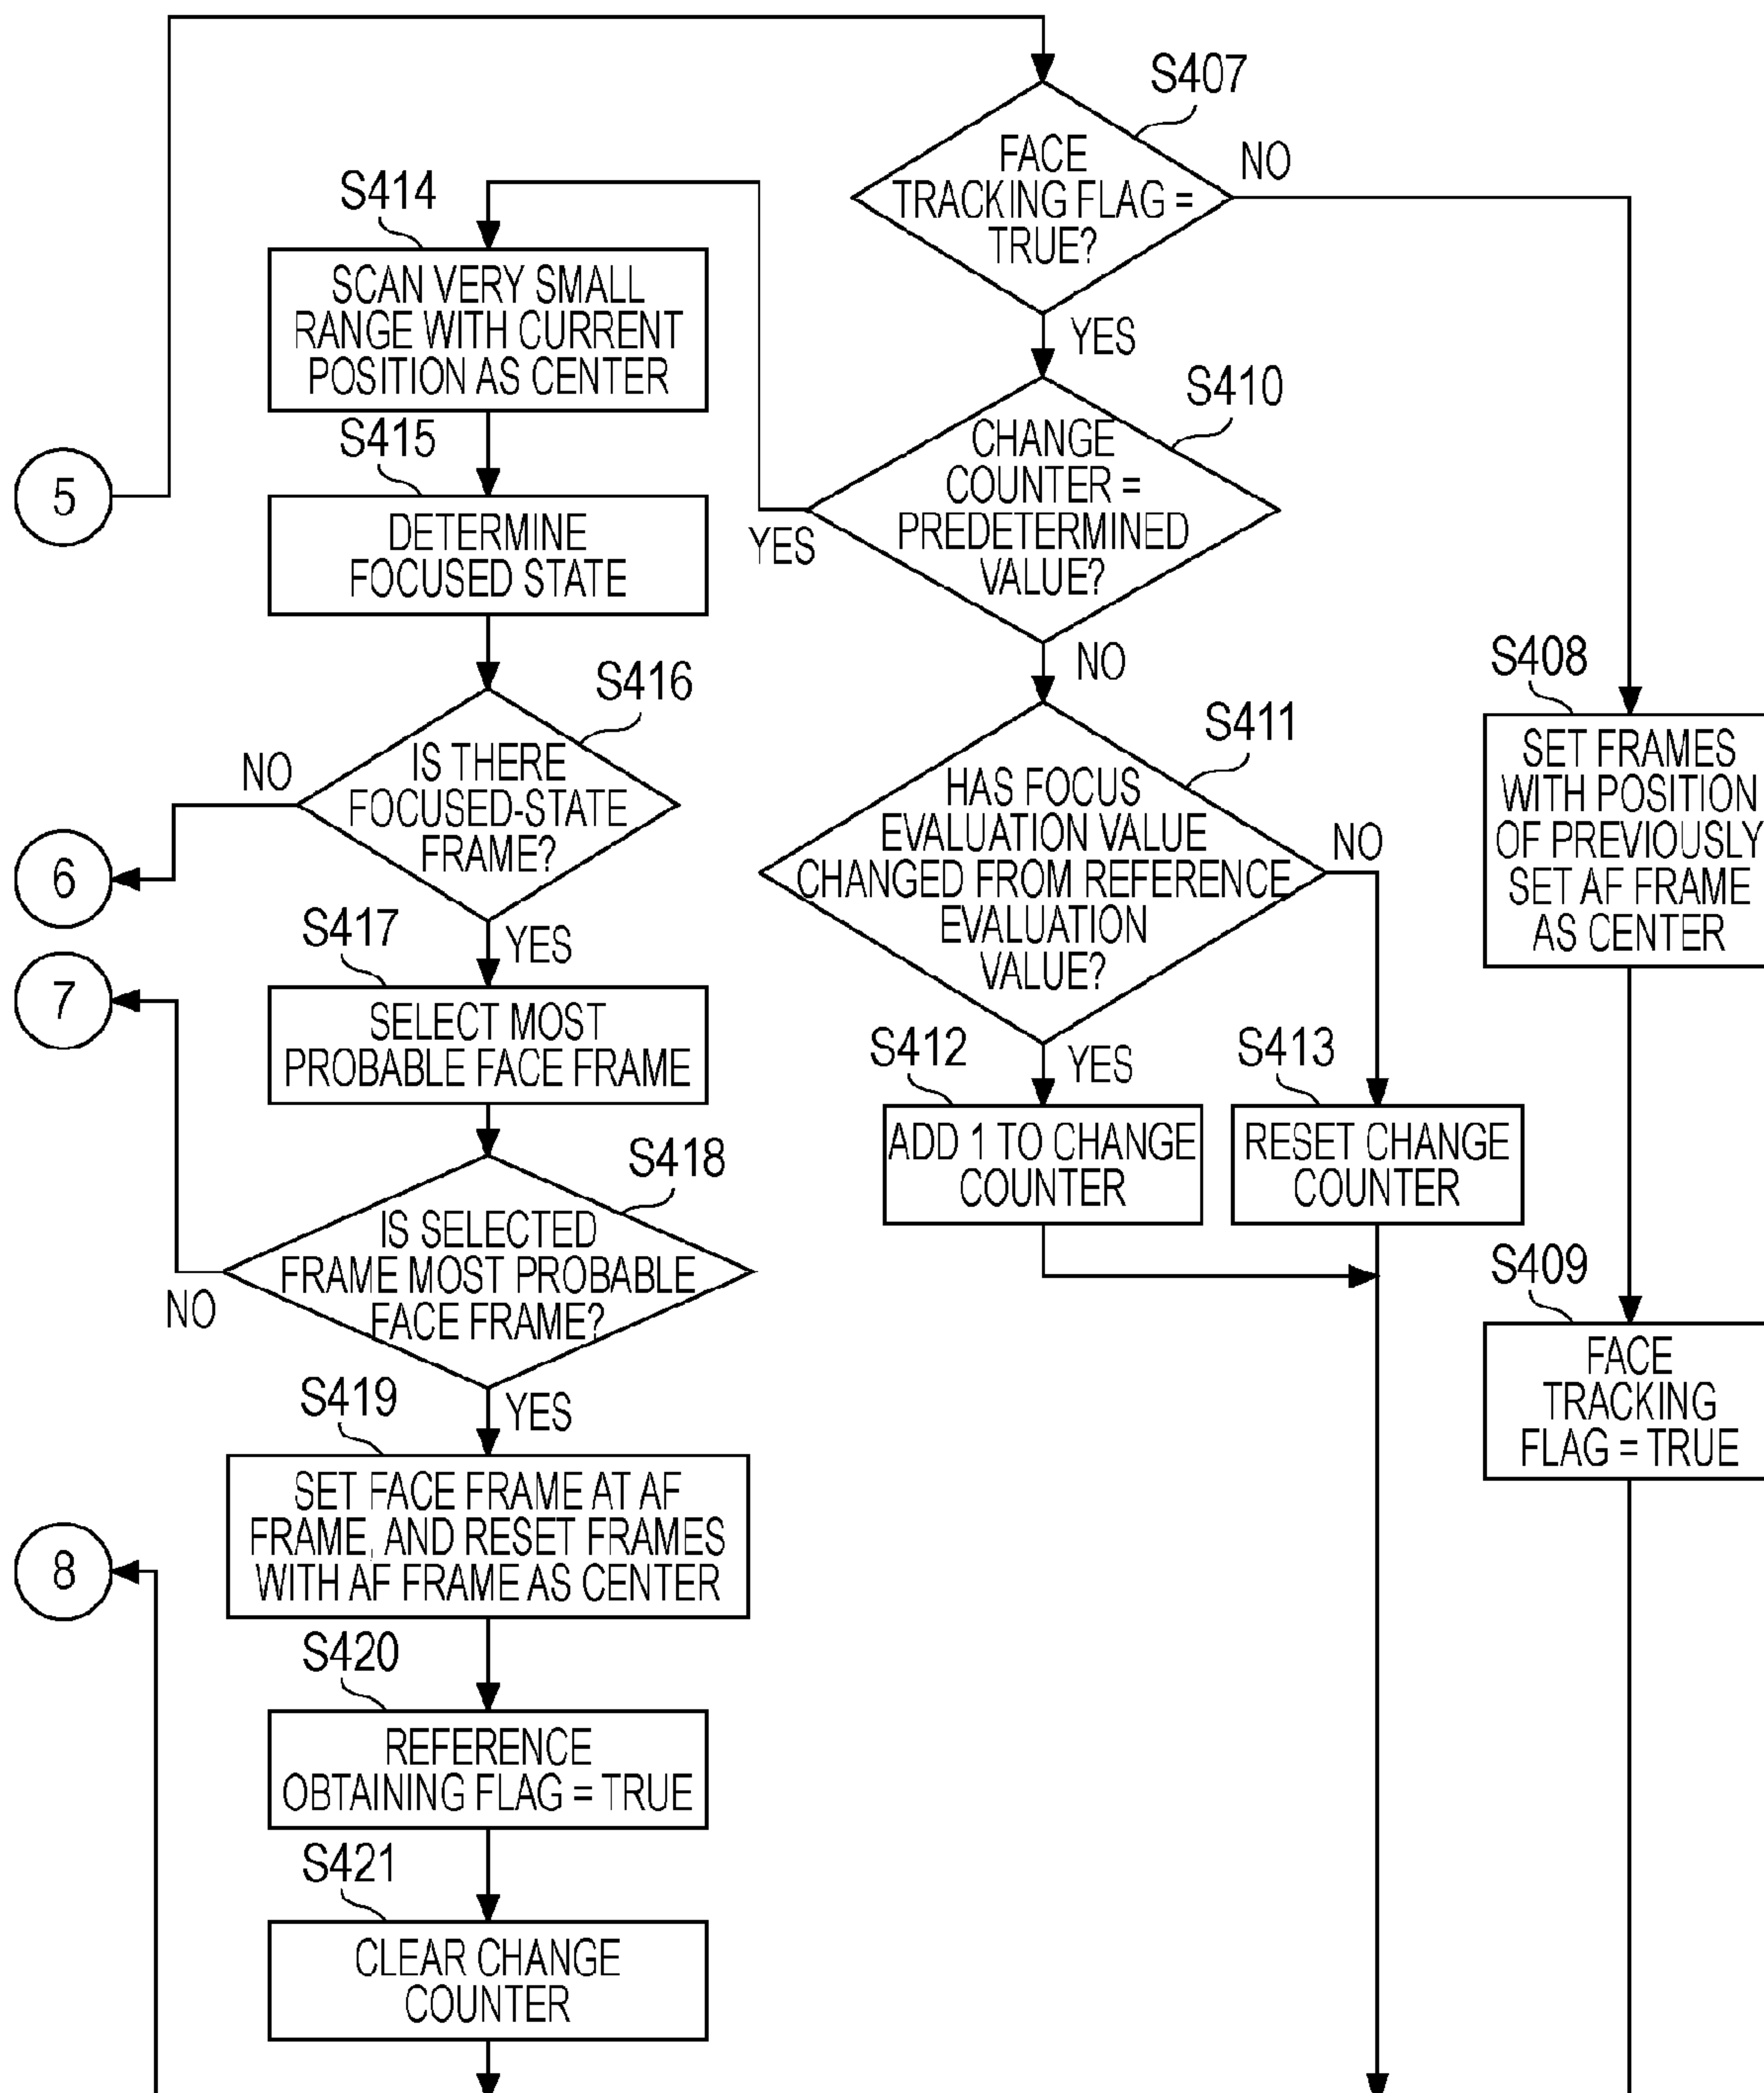 S407
FACE
TRACKING FLAG =
TRUE?
NO
YES
S414
SCAN VERY SMALL
RANGE WITH CURRENT
POSITION AS CENTER
S410
CHANGE
COUNTER =
PREDETERMINED
VALUE?
YES
NO
5
S415
DETERMINE
FOCUSED STATE
S408
SET FRAMES
WITH POSITION
OF PREVIOUSLY
SET AF FRAME
AS CENTER
S416
IS THERE
FOCUSED-STATE
FRAME?
NO
YES
6
S411
HAS FOCUS
EVALUATION VALUE
CHANGED FROM REFERENCE
EVALUATION
VALUE?
NO
YES
7
S417
SELECT MOST
PROBABLE FACE FRAME
S412
ADD 1 TO CHANGE
COUNTER
S413
RESET CHANGE
COUNTER
S418
IS SELECTED
FRAME MOST PROBABLE
FACE FRAME?
NO
YES
S409
FACE
TRACKING
FLAG = TRUE
S419
SET FACE FRAME AT AF
FRAME, AND RESET FRAMES
WITH AF FRAME AS CENTER
8
S420
REFERENCE
OBTAINING FLAG = TRUE
S421
CLEAR CHANGE
COUNTER